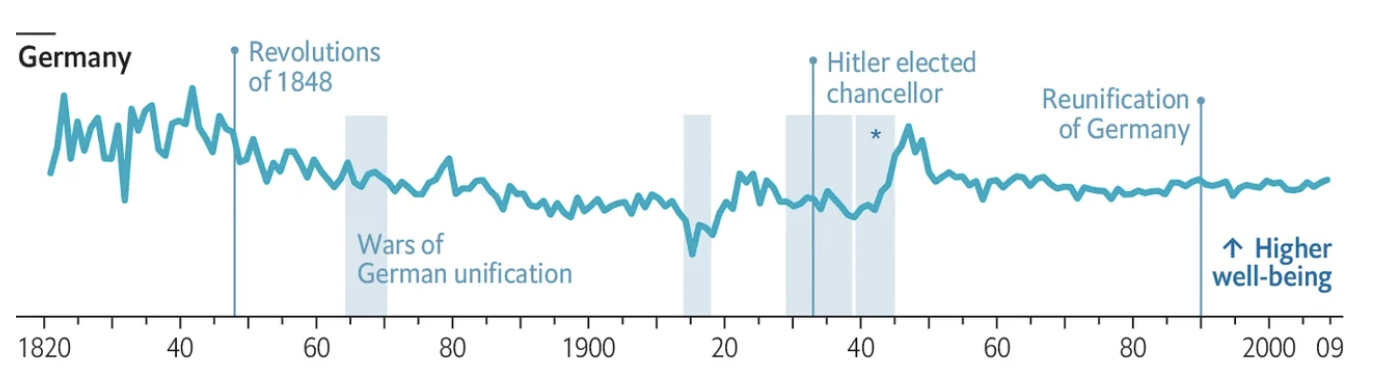 Germany
Revolutions
of 1848
Hitler elected
chancellor
Reunification
of Germany
*
Wars of
German unification
↑ Higher
well-being
1820 40 60 80 1900 20 40 60 80 2000 09